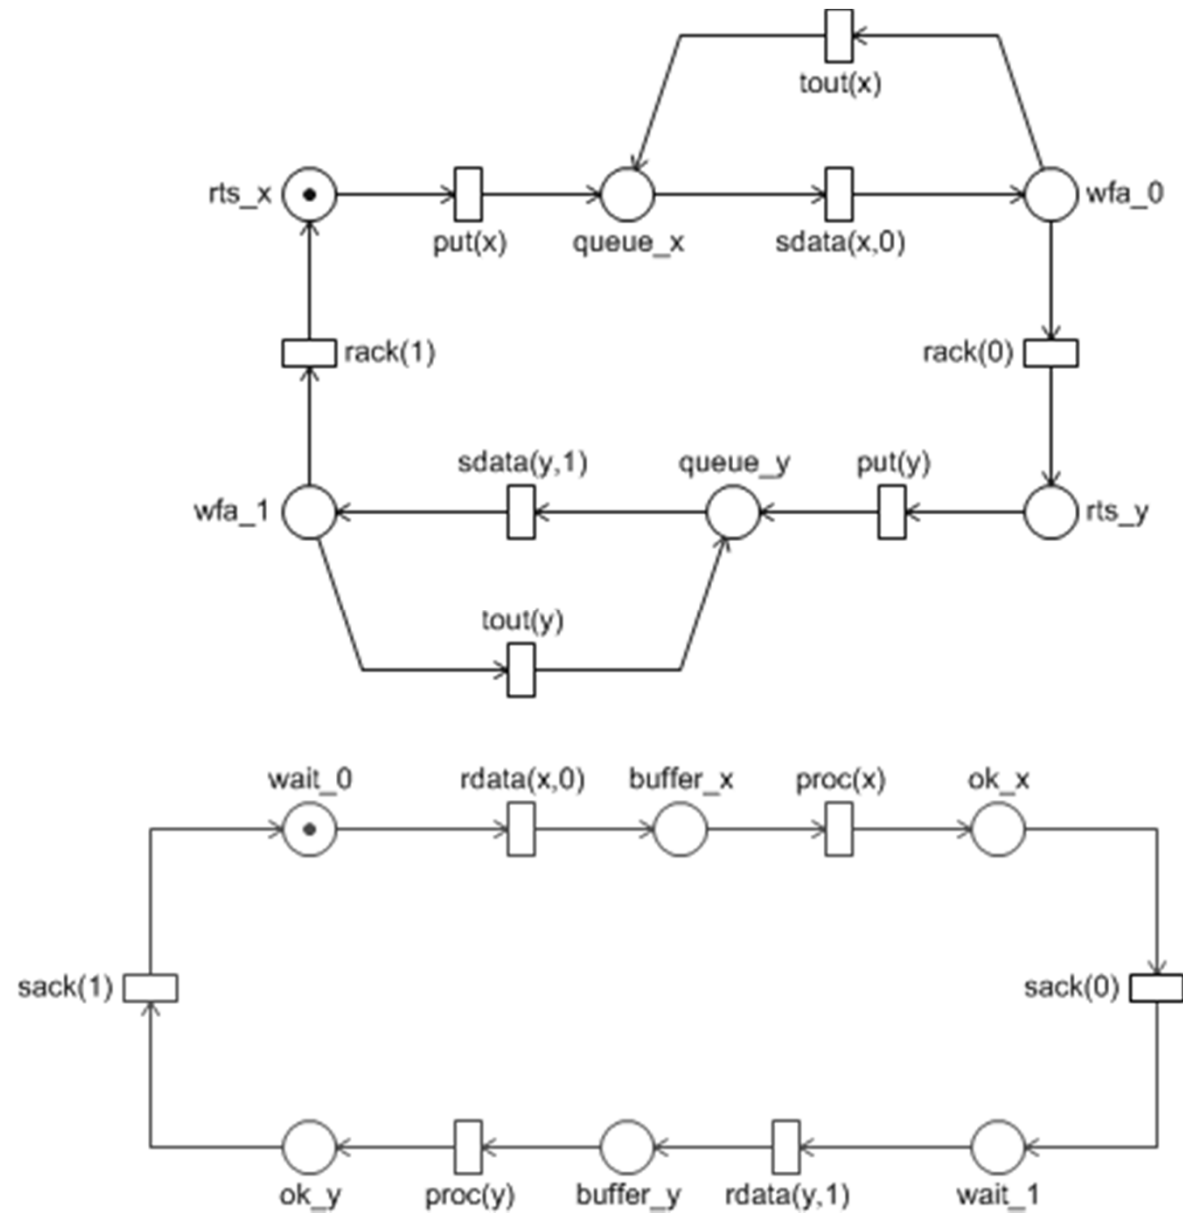 tout(x)
rts_x
wfa_0
put(x)
queue_x
sdata(x,0)
rack(1)
rack(0)
sdata(y,1)
queue_y
put(y)
wfa_1
rts_y
tout(y)
wait_0
rdata(x,0)
buffer_x
proc(x)
ok_x
sack(1)
sack(0)
ok_y
proc(y)
buffer_y
rdata(y,1)
wait_1